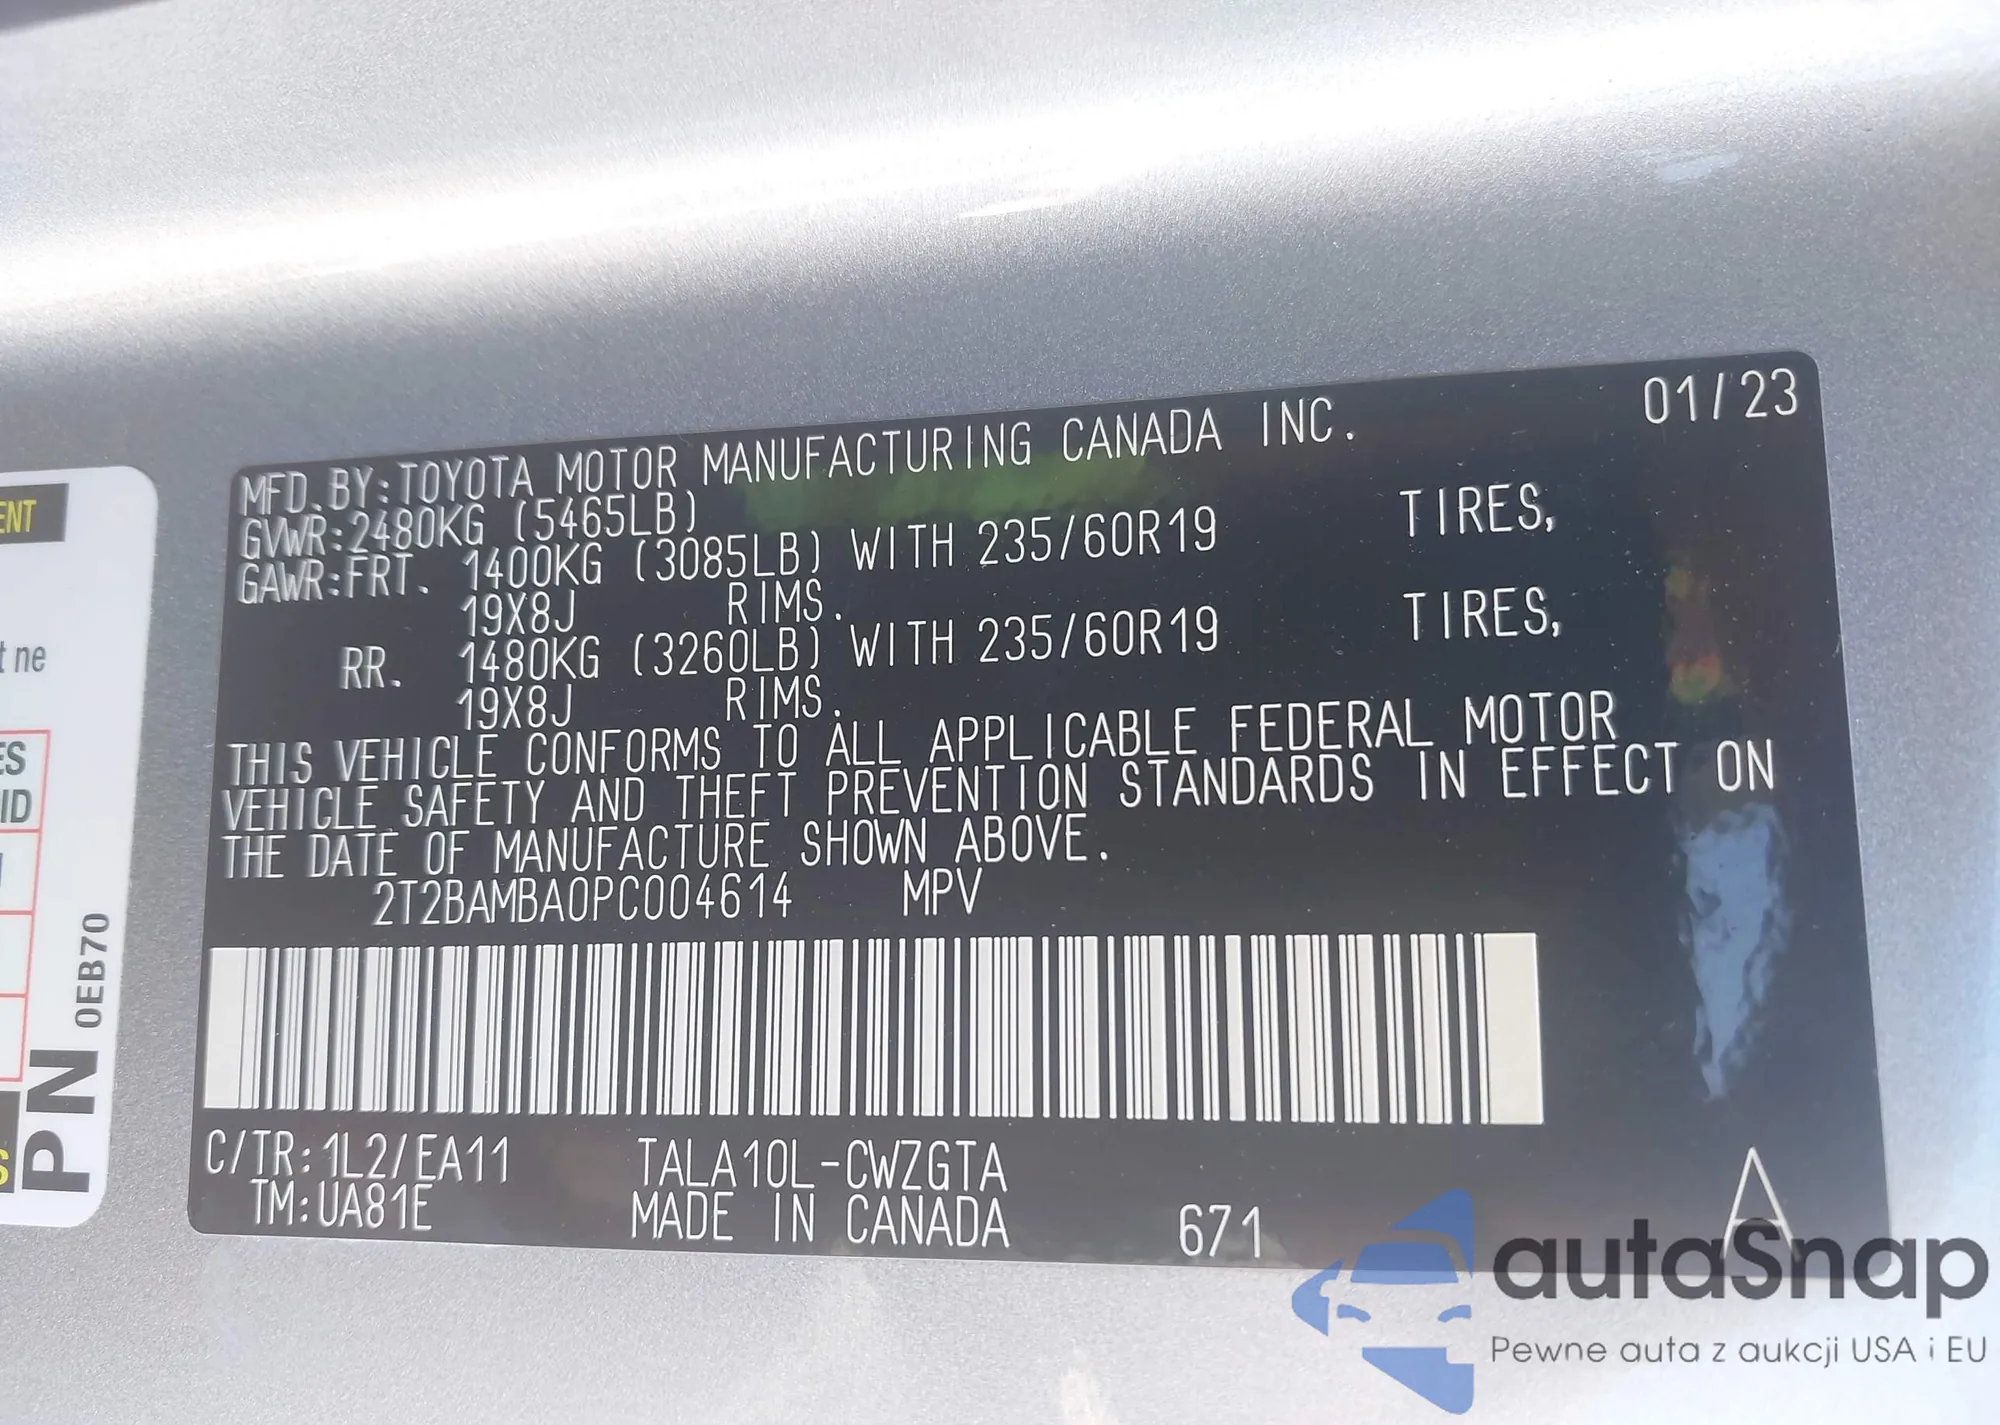 MFD.BY:TOYOTA MOTOR MANUFACTURING CANADA INC. 01/23
GVWR:2480KG (5465LB)
GAWR:FRT. 1400KG (3085LB) WITH 235/60R19 TIRES,
19X8J RIMS.
RR. 1480KG (3260LB) WITH 235/60R19 TIRES,
19X8J RIMS.
THIS VEHICLE CONFORMS TO ALL APPLICABLE FEDERAL MOTOR
VEHICLE SAFETY AND THEFT PREVENTION STANDARDS IN EFFECT ON
THE DATE OF MANUFACTURE SHOWN ABOVE.
2T2BAMBA0PC004614 MPV
C/TR:1L2/EA11 TALA10L-CWZGTA
TM:UA81E MADE IN CANADA 671 A
ne
PN 0EB70
autaSnap
Pewne auta z aukcji USA i EU